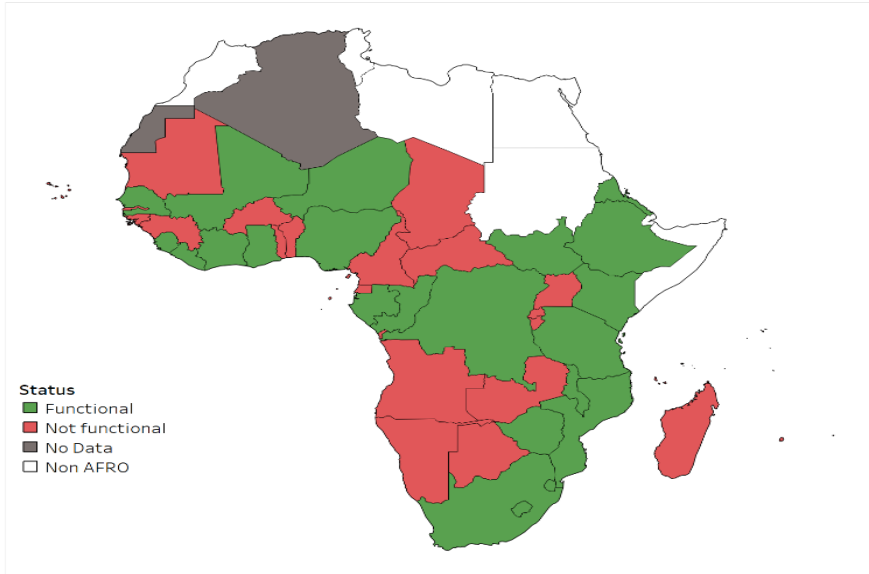 Status
Functional
Not functional
No Data
Non AFRO